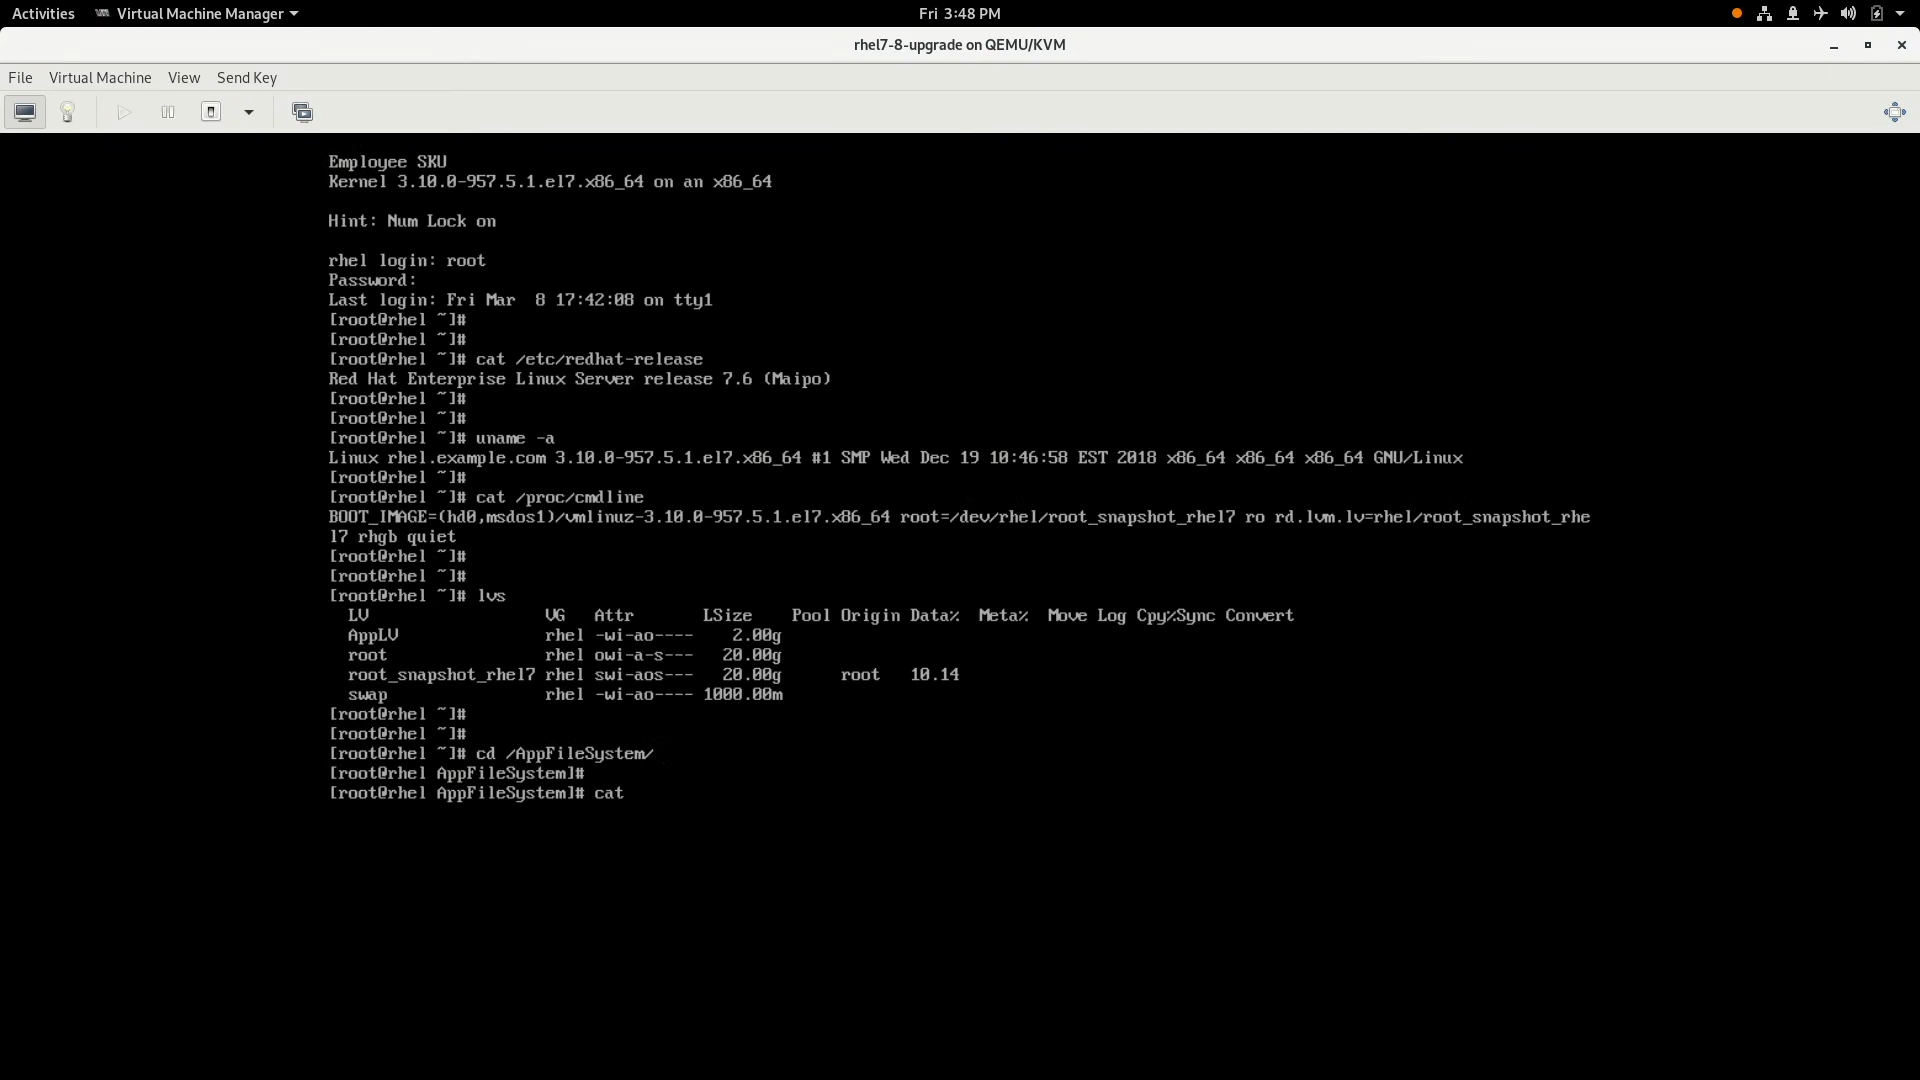 Activities Virtual Machine Manager Fri 3:48 PM
rhel7-8-upgrade on QEMU/KVM
File Virtual Machine View Send Key
Employee SKU
Kernel 3.10.0-957.5.1.el7.x86_64 on an x86_64
Hint: Num Lock on
rhel login: root
Password:
Last login: Fri Mar  8 17:42:08 on tty1
[root@rhel ~]#
[root@rhel ~]#
[root@rhel ~]# cat /etc/redhat-release
Red Hat Enterprise Linux Server release 7.6 (Maipo)
[root@rhel ~]#
[root@rhel ~]#
[root@rhel ~]# uname -a
Linux rhel.example.com 3.10.0-957.5.1.el7.x86_64 #1 SMP Wed Dec 19 10:46:58 EST 2018 x86_64 x86_64 x86_64 GNU/Linux
[root@rhel ~]#
[root@rhel ~]# cat /proc/cmdline
BOOT_IMAGE=(hd0,msdos1)/vmlinuz-3.10.0-957.5.1.el7.x86_64 root=/dev/rhel/root_snapshot_rhel7 ro rd.lvm.lv=rhel/root_snapshot_rhe
l7 rhgb quiet
[root@rhel ~]#
[root@rhel ~]#
[root@rhel ~]# lvs
  LV                  VG   Attr       LSize    Pool Origin Data%  Meta%  Move Log Cpy%Sync Convert
  AppLV               rhel -wi-ao----    2.00g
  root                rhel owi-a-s---   20.00g
  root_snapshot_rhel7 rhel swi-aos---   20.00g      root   10.14
  swap                rhel -wi-ao---- 1000.00m
[root@rhel ~]#
[root@rhel ~]#
[root@rhel ~]# cd /AppFileSystem/
[root@rhel AppFileSystem]#
[root@rhel AppFileSystem]# cat